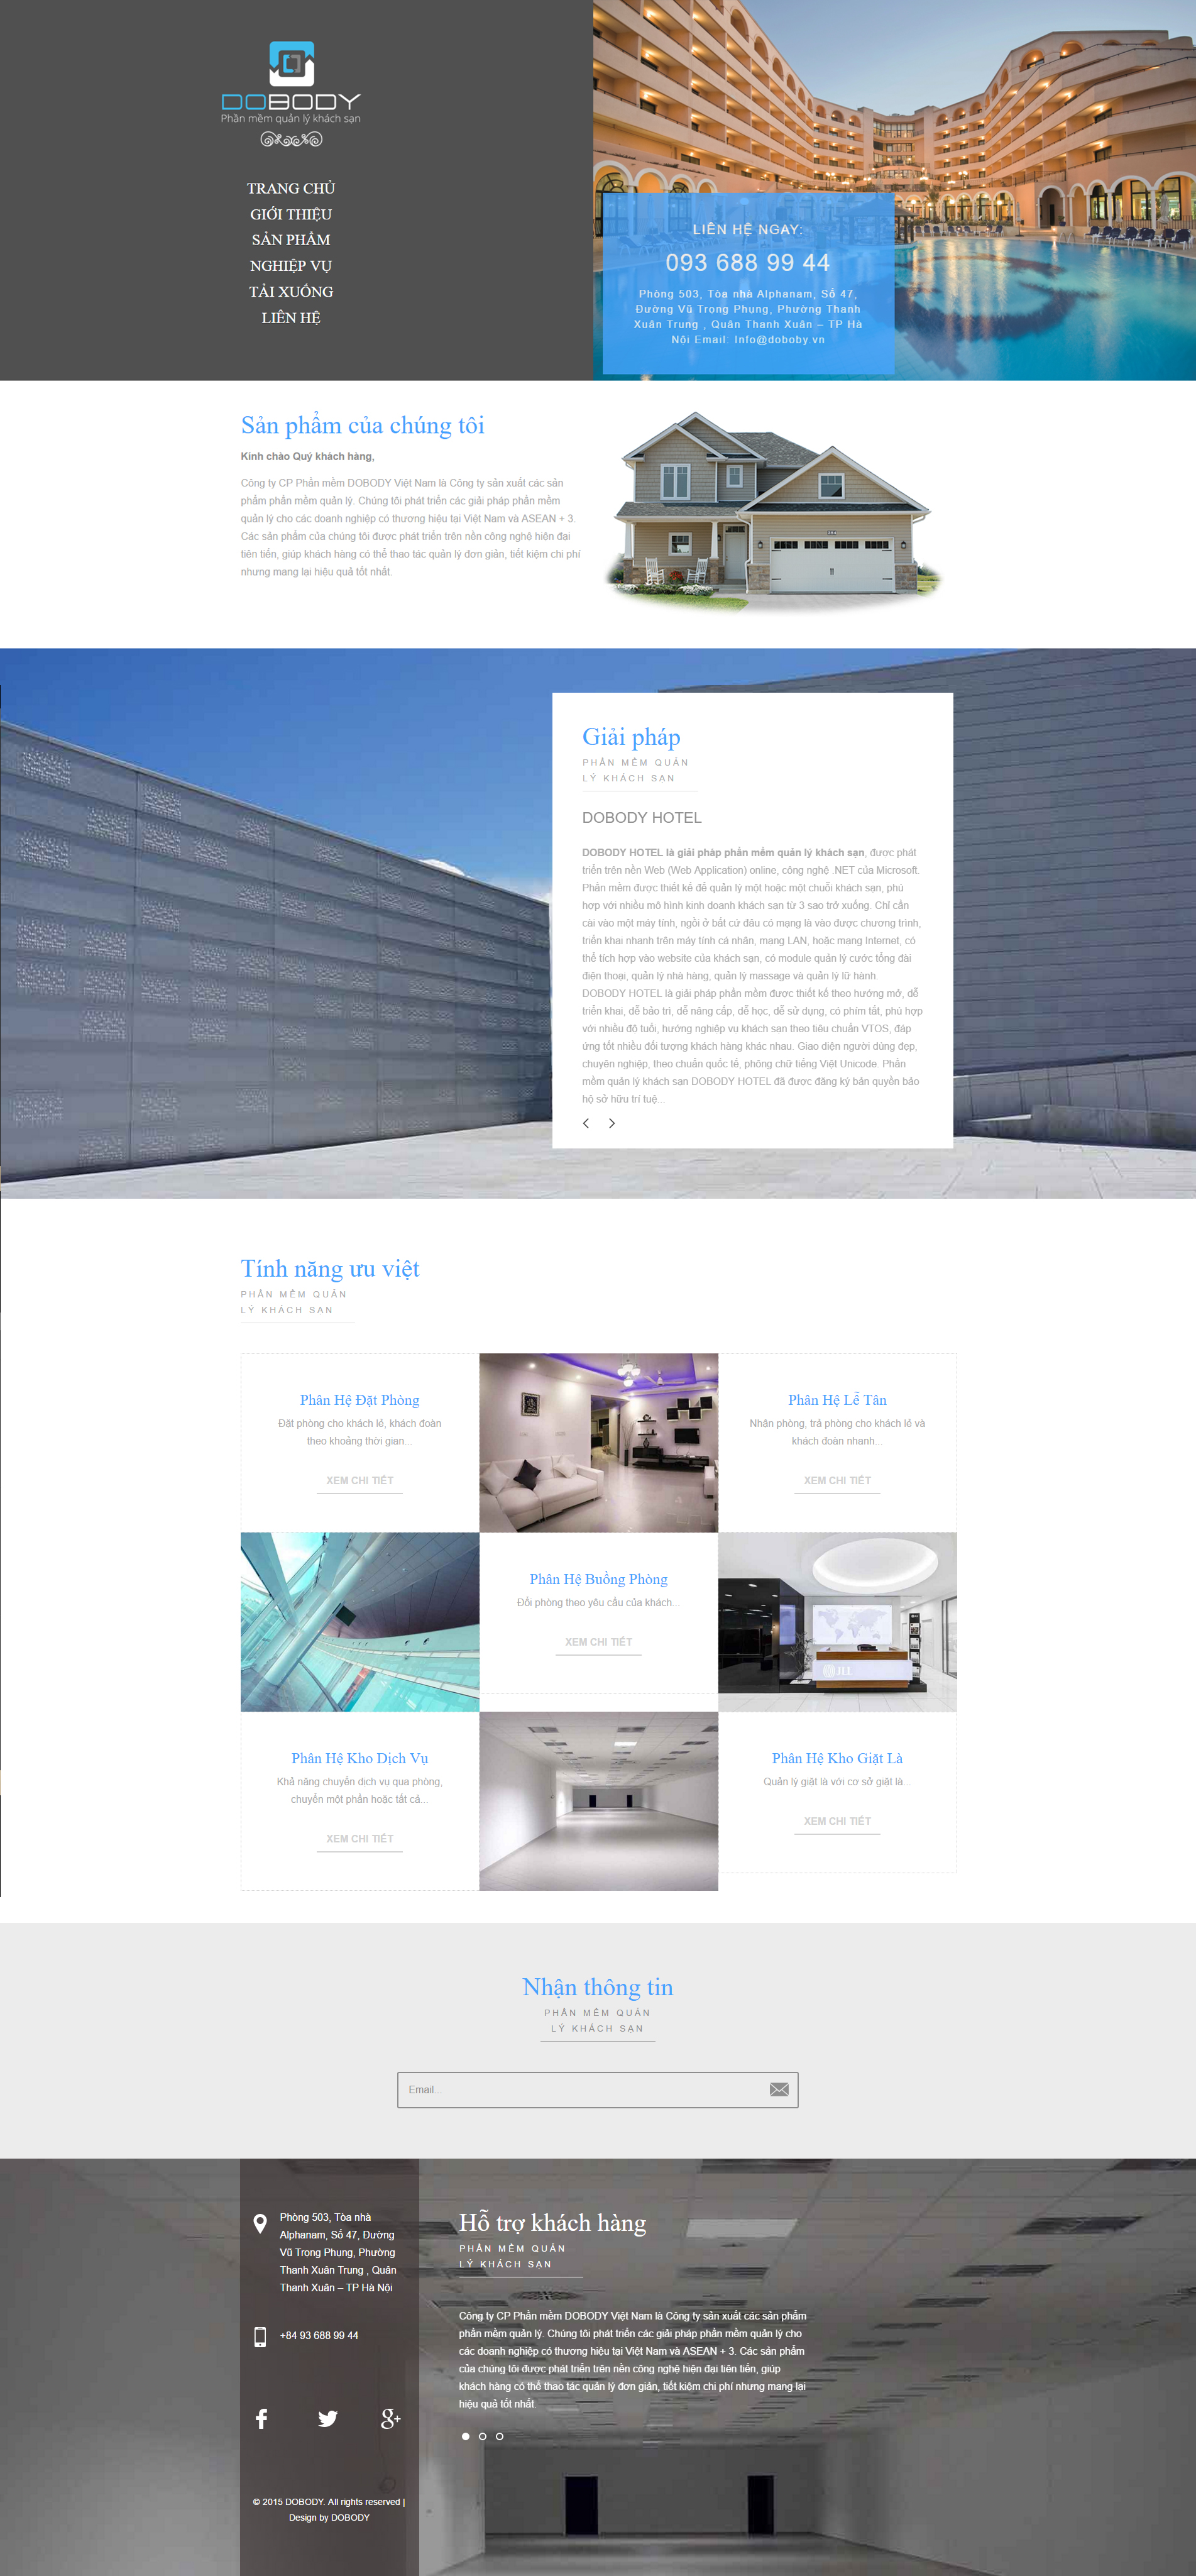 DOBODY
Phần mềm quản lý khách sạn
TRANG CHỦ
GIỚI THIỆU
SẢN PHẨM
NGHIỆP VỤ
TẢI XUỐNG
LIÊN HỆ
LIÊN HỆ NGAY:
093 688 99 44
Phòng 503, Tòa nhà Alphanam, Số 47,
Đường Vũ Trọng Phụng, Phường Thanh
Xuân Trung , Quân Thanh Xuân – TP Hà
Nội Email: Info@doboby.vn
Sản phẩm của chúng tôi
Kinh chào Quý khách hàng,
Công ty CP Phần mềm DOBODY Việt Nam là Công ty sản xuất các sản
phẩm phần mềm quản lý. Chúng tôi phát triển các giải pháp phần mềm
quản lý cho các doanh nghiệp có thương hiệu tại Việt Nam và ASEAN + 3.
Các sản phẩm của chúng tôi được phát triển trên nền công nghệ hiện đại
tiên tiến, giúp khách hàng có thể thao tác quản lý đơn giản, tiết kiệm chi phí
nhưng mang lại hiệu quả tốt nhất.
Giải pháp
PHẦN MỀM QUẢN
LÝ KHÁCH SẠN
DOBODY HOTEL
DOBODY HOTEL là giải pháp phần mềm quản lý khách sạn, được phát
triển trên nền Web (Web Application) online, công nghệ .NET của Microsoft.
Phần mềm được thiết kế để quản lý một hoặc một chuỗi khách sạn, phù
hợp với nhiều mô hình kinh doanh khách sạn từ 3 sao trở xuống. Chỉ cần
cài vào một máy tính, ngồi ở bất cứ đâu có mạng là vào được chương trình,
triển khai nhanh trên máy tính cá nhân, mạng LAN, hoặc mạng Internet, có
thể tích hợp vào website của khách sạn, có module quản lý cước tổng đài
điện thoại, quản lý nhà hàng, quản lý massage và quản lý lữ hành.
DOBODY HOTEL là giải pháp phần mềm được thiết kế theo hướng mở, dễ
triển khai, dễ bảo trì, dễ nâng cấp, dễ học, dễ sử dụng, có phím tắt, phù hợp
với nhiều độ tuổi, hướng nghiệp vụ khách sạn theo tiêu chuẩn VTOS, đáp
ứng tốt nhiều đối tượng khách hàng khác nhau. Giao diện người dùng đẹp,
chuyên nghiệp, theo chuẩn quốc tế, phông chữ tiếng Việt Unicode. Phần
mềm quản lý khách sạn DOBODY HOTEL đã được đăng ký bản quyền bảo
hộ sở hữu trí tuệ...
Tính năng ưu việt
PHẦN MỀM QUẢN
LÝ KHÁCH SẠN
Phân Hệ Đặt Phòng
Đặt phòng cho khách lẻ, khách đoàn
theo khoảng thời gian...
XEM CHI TIẾT
Phân Hệ Lễ Tân
Nhận phòng, trả phòng cho khách lẻ và
khách đoàn nhanh...
XEM CHI TIẾT
Phân Hệ Buồng Phòng
Đổi phòng theo yêu cầu của khách...
XEM CHI TIẾT
JLL
Phân Hệ Kho Dịch Vụ
Khả năng chuyển dịch vụ qua phòng,
chuyển một phần hoặc tất cả...
XEM CHI TIẾT
Phân Hệ Kho Giặt Là
Quản lý giặt là với cơ sở giặt là...
XEM CHI TIẾT
Nhận thông tin
PHẦN MỀM QUẢN
LÝ KHÁCH SẠN
Email...
Phòng 503, Tòa nhà
Alphanam, Số 47, Đường
Vũ Trọng Phụng, Phường
Thanh Xuân Trung , Quân
Thanh Xuân – TP Hà Nội
+84 93 688 99 44
© 2015 DOBODY. All rights reserved |
Design by DOBODY
Hỗ trợ khách hàng
PHẦN MỀM QUẢN
LÝ KHÁCH SẠN
Công ty CP Phần mềm DOBODY Việt Nam là Công ty sản xuất các sản phẩm
phần mềm quản lý. Chúng tôi phát triển các giải pháp phần mềm quản lý cho
các doanh nghiệp có thương hiệu tại Việt Nam và ASEAN + 3. Các sản phẩm
của chúng tôi được phát triển trên nền công nghệ hiện đại tiên tiến, giúp
khách hàng có thể thao tác quản lý đơn giản, tiết kiệm chi phí nhưng mang lại
hiệu quả tốt nhất.